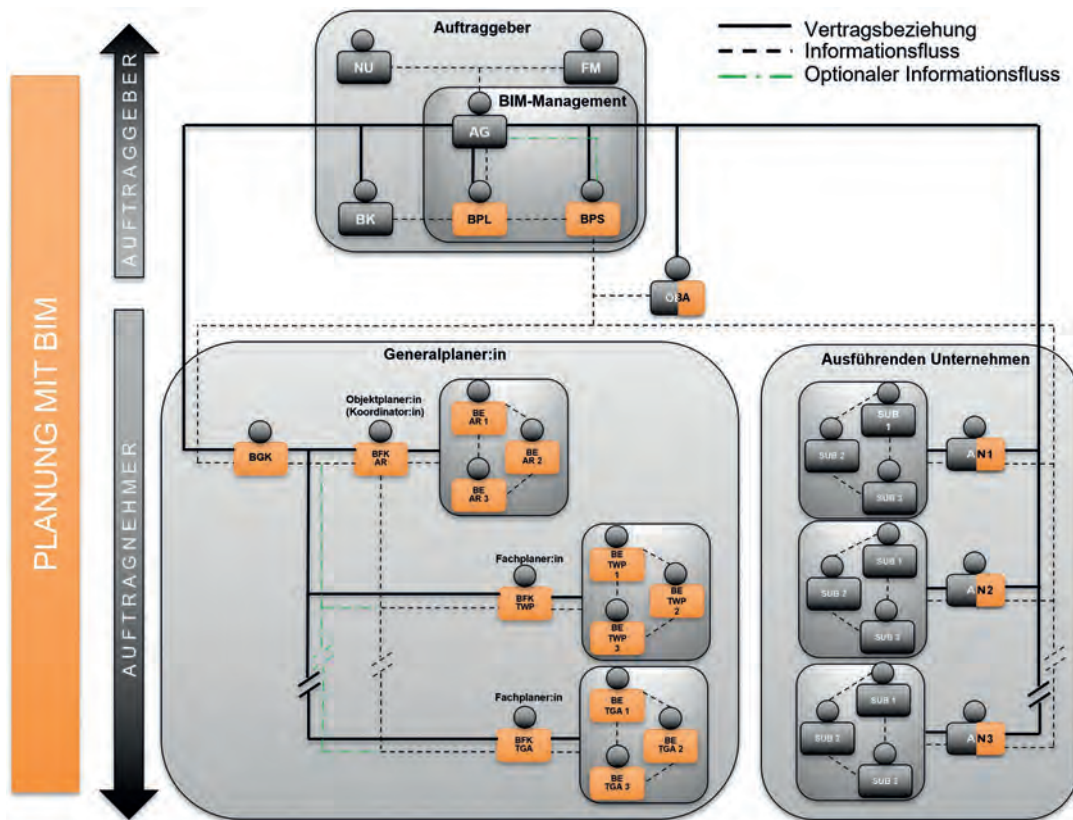 Auftraggeber
NU
FM
BIM-Management
AG
BK
BPL
BPS
OBA
Vertragsbeziehung
Informationsfluss
Optionaler Informationsfluss
PLANUNG MIT BIM
AUFTRAGGEBER
AUFTRAGNEHMER
Generalplaner:in
Objektplaner:in
(Koordinator:in)
BGK
BFK
AR
BE
AR 1
BE
AR 2
BE
AR 3
Fachplaner:in
BFK
TWP
BE
TWP
1
BE
TWP
2
BE
TWP
3
Fachplaner:in
BFK
TGA
BE
TGA 1
BE
TGA 2
BE
TGA 3
Ausführenden Unternehmen
SUB
1
SUB 2
SUB 3
AN1
SUB 1
SUB 2
SUB 3
AN2
SUB 1
SUB 3
SUB 2
AN3